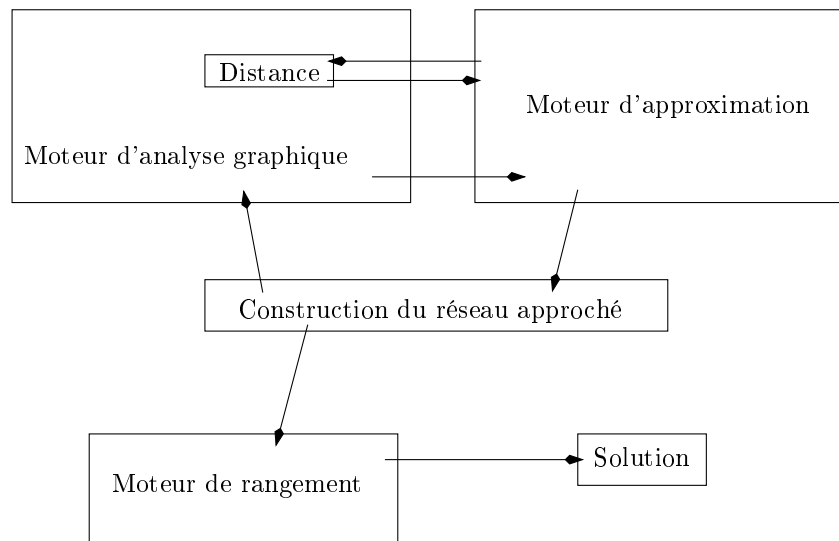 Distance
Moteur d'approximation
Moteur d'analyse graphique
Construction du réseau approché
Solution
Moteur de rangement